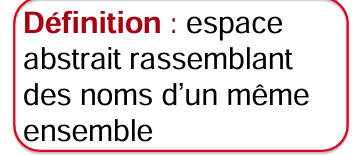 Définition : espace
abstrait rassemblant
des noms d’un même
ensemble